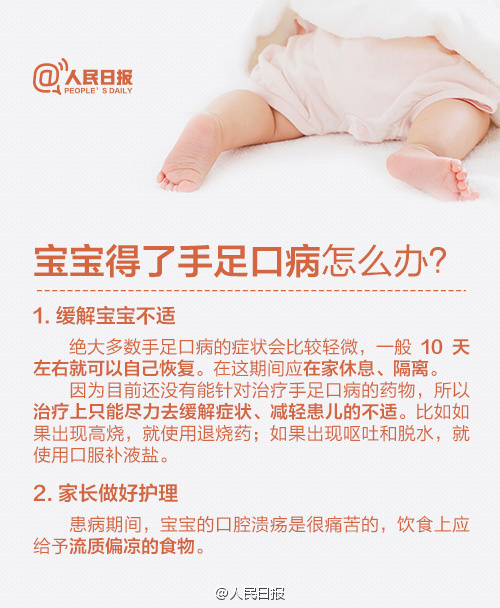 @人民日报
PEOPLE'S DAILY
宝宝得了手足口病怎么办?
1. 缓解宝宝不适
绝大多数手足口病的症状会比较轻微，一般 10 天
左右就可以自己恢复。在这期间应在家休息、隔离。
因为目前还没有能针对治疗手足口病的药物，所以
治疗上只能尽力去缓解症状、减轻患儿的不适。比如如
果出现高烧，就使用退烧药；如果出现呕吐和脱水，就
使用口服补液盐。
2. 家长做好护理
患病期间，宝宝的口腔溃疡是很痛苦的，饮食上应
给予流质偏凉的食物。
@人民日报